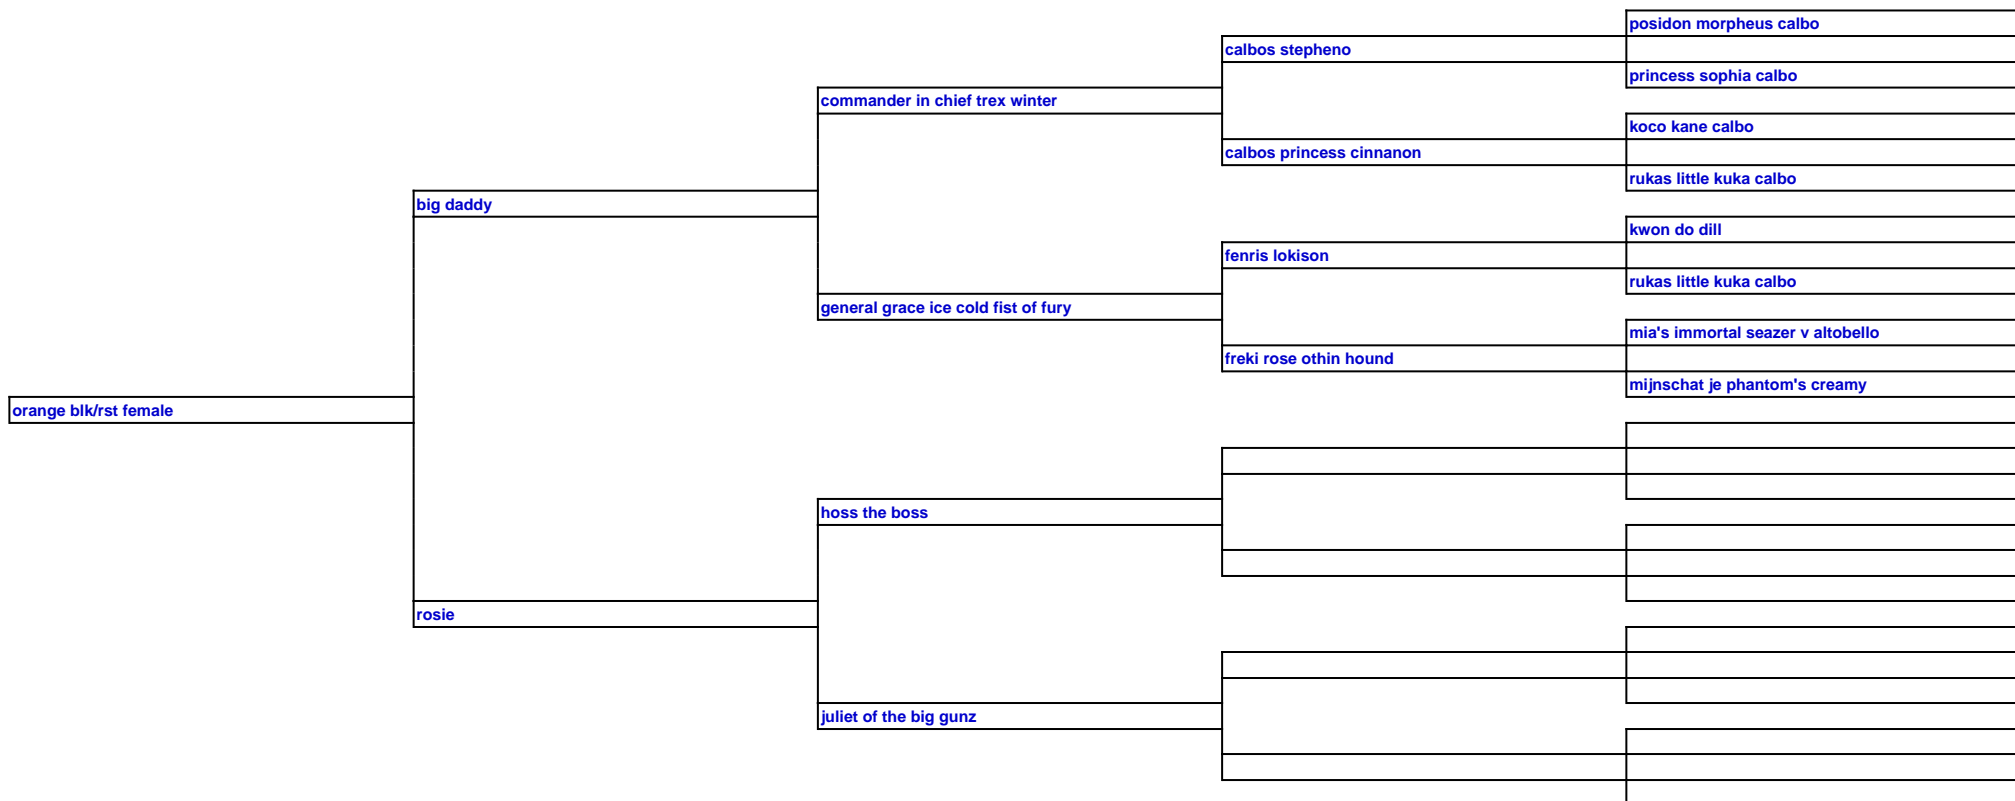 posidon morpheus calbo
calbos stepheno
princess sophia calbo
commander in chief trex winter
koco kane calbo
calbos princess cinnanon
rukas little kuka calbo
big daddy
kwon do dill
fenris lokison
rukas little kuka calbo
general grace ice cold fist of fury
mia's immortal seazer v altobello
freki rose othin hound
mijnschat je phantom's creamy
orange blk/rst female
hoss the boss
rosie
juliet of the big gunz